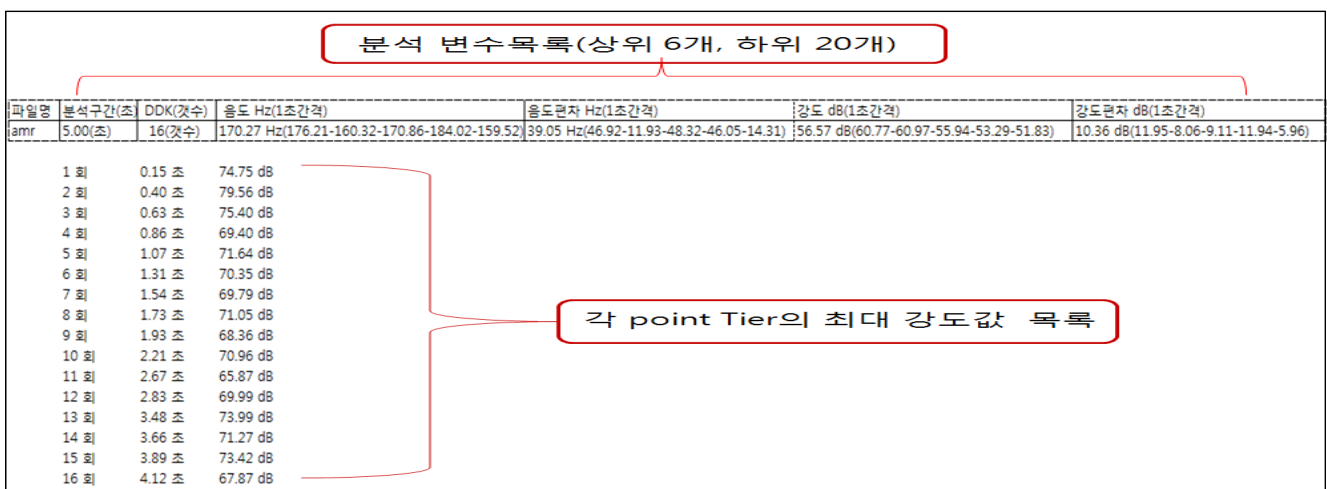 분석 변수목록(상위 6개, 하위 20개)
파일명 분석구간(초) DDK(갯수) 음도 Hz(1초간격) 음도편차 Hz(1초간격) 강도 dB(1초간격) 강도편차 dB(1초간격)
amr 5.00(초) 16(갯수) 170.27 Hz(176.21-160.32-170.86-184.02-159.52) 39.05 Hz(46.92-11.93-48.32-46.05-14.31) 56.57 dB(60.77-60.97-55.94-53.29-51.83) 10.36 dB(11.95-8.06-9.11-11.94-5.96)
1 회 0.15 초 74.75 dB
2 회 0.40 초 79.56 dB
3 회 0.63 초 75.40 dB
4 회 0.86 초 69.40 dB
5 회 1.07 초 71.64 dB
6 회 1.31 초 70.35 dB
7 회 1.54 초 69.79 dB
8 회 1.73 초 71.05 dB
각 point Tier의 최대 강도값 목록
9 회 1.93 초 68.36 dB
10 회 2.21 초 70.96 dB
11 회 2.67 초 65.87 dB
12 회 2.83 초 69.99 dB
13 회 3.48 초 73.99 dB
14 회 3.66 초 71.27 dB
15 회 3.89 초 73.42 dB
16 회 4.12 초 67.87 dB